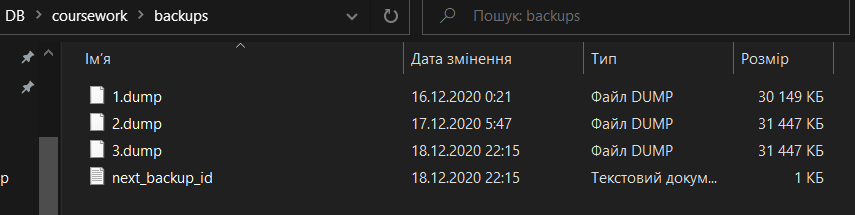 DB > coursework > backups
Пошук: backups
Ім’я Дата змінення Тип Розмір
1.dump 16.12.2020 0:21 Файл DUMP 30 149 КБ
2.dump 17.12.2020 5:47 Файл DUMP 31 447 КБ
3.dump 18.12.2020 22:15 Файл DUMP 31 447 КБ
next_backup_id 18.12.2020 22:15 Текстовий докум... 1 КБ
р